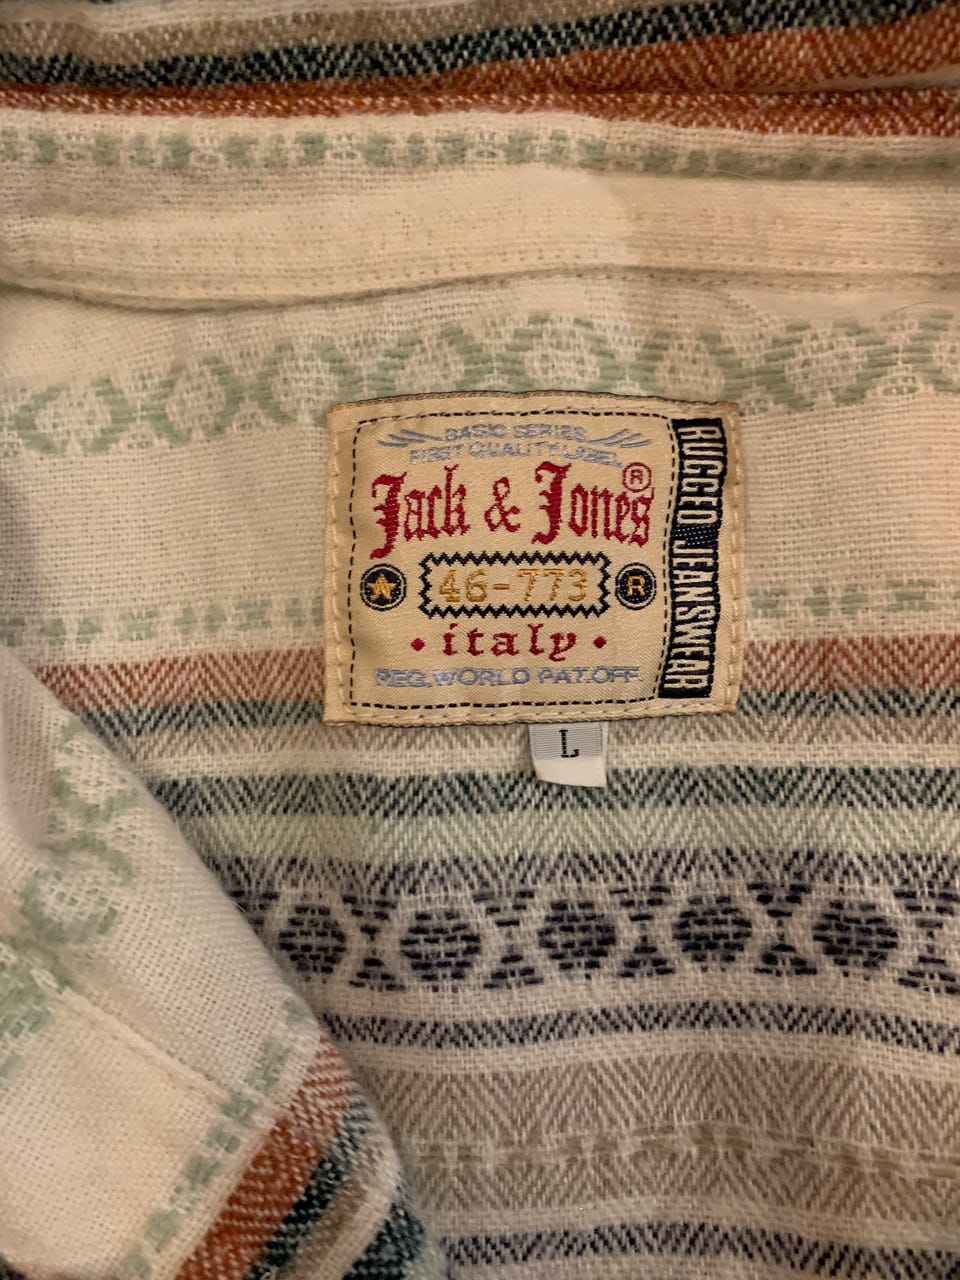 BASIC SERIES
FIRST QUALITY LABEL
Jack & Jones ®
46-773
R
italy
REG. WORLD PAT. OFF
RUGGED JEANSWEAR
L